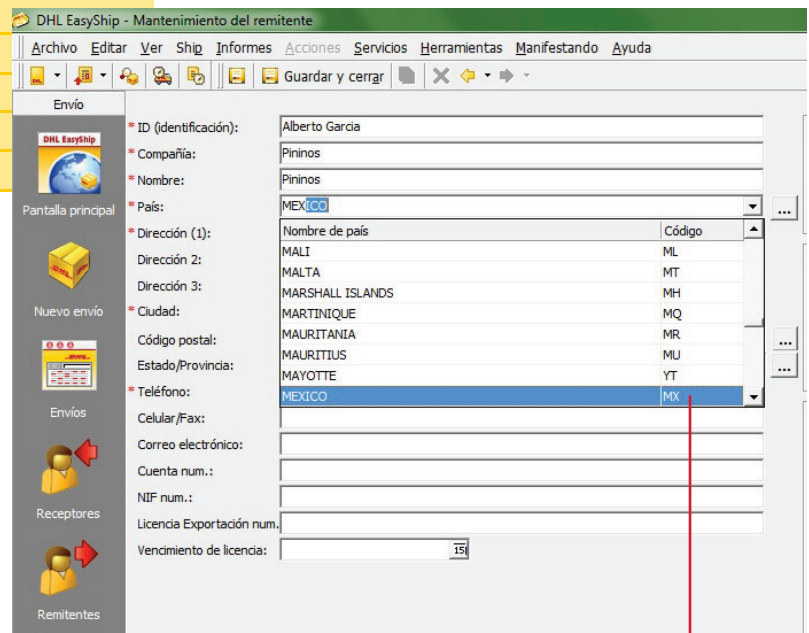 DHL EasyShip - Mantenimiento del remitente
Archivo Editar Ver Ship Informes Acciones Servicios Herramientas Manifestando Ayuda
Guardar y cerrar
Envío
DHL EasyShip
Pantalla principal
Nuevo envío
Envíos
Receptores
Remitentes
* ID (identificación): Alberto Garcia
* Compañía: Pininos
* Nombre: Pininos
* País: MEXICO ...
* Dirección (1): Nombre de país Código
Dirección 2: MALI ML
MALTA MT
Dirección 3: MARSHALL ISLANDS MH
* Ciudad: MARTINIQUE MQ
Código postal: MAURITANIA MR ...
MAURITIUS MU
Estado/Provincia: MAYOTTE YT ...
* Teléfono: MEXICO MX
Celular/Fax:
Correo electrónico:
Cuenta num.:
NIF num.:
Licencia Exportación num.
Vencimiento de licencia: 15